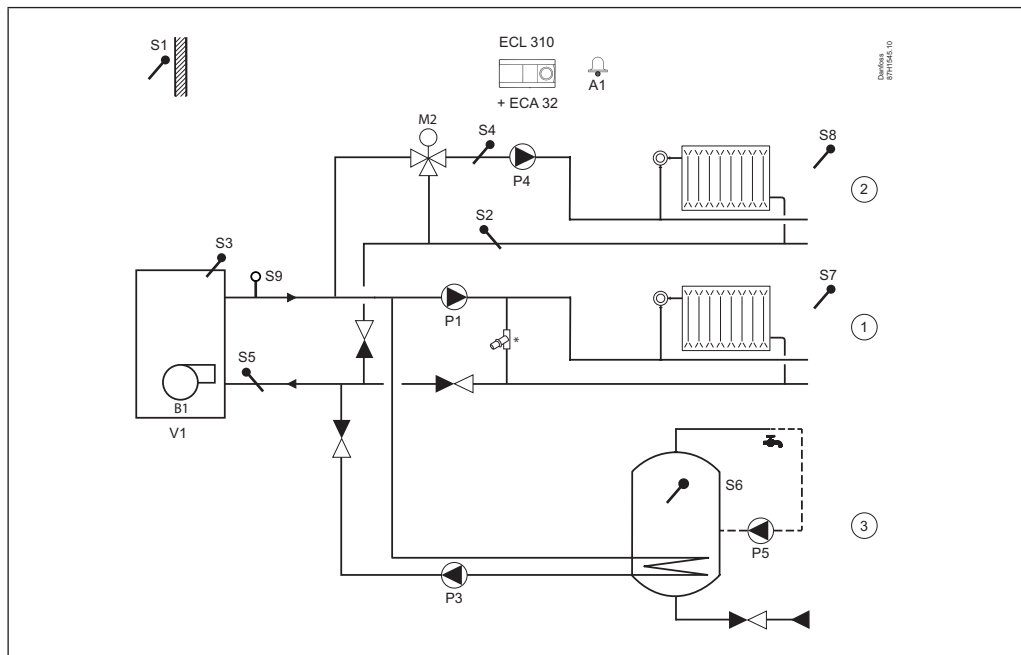 S1
ECL 310
A1
+ ECA 32
Danfoss
87H1545.10
M2
S4
P4
S8
2
S2
S3
S9
P1
S7
1
*
S5
B1
V1
S6
3
P5
P3